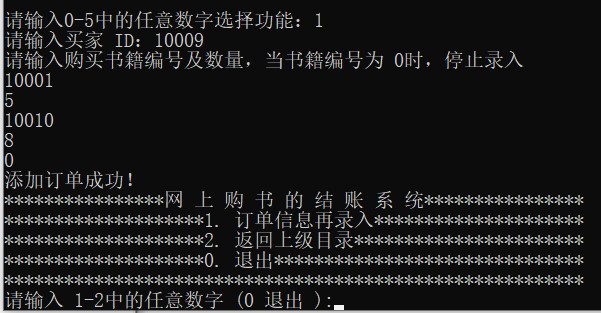 请输入0-5中的任意数字选择功能：1
请输入买家 ID：10009
请输入购买书籍编号及数量，当书籍编号为 0时，停止录入
10001
5
10010
8
0
添加订单成功！
****************网 上 购 书 的 结 账 系 统****************
********************1. 订单信息再录入*********************
********************2. 返回上级目录***********************
********************0. 退出*******************************
**********************************************************
请输入 1-2中的任意数字 (0 退出 ):